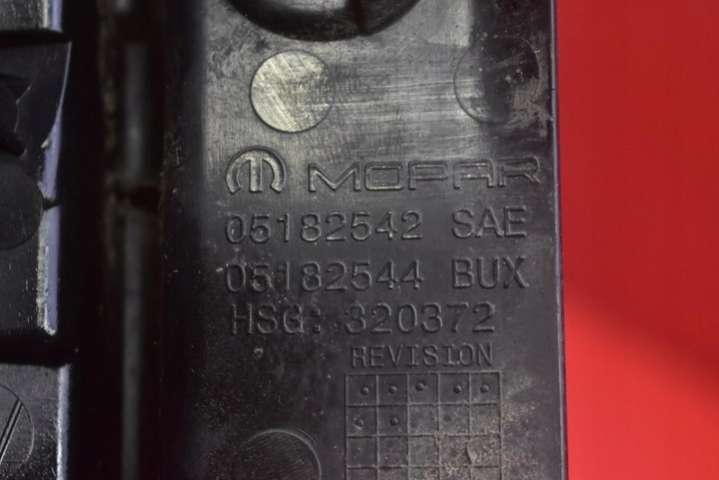 MOPAR
05182542 SAE
05182544 BUX
HSG: 320372
REVISION